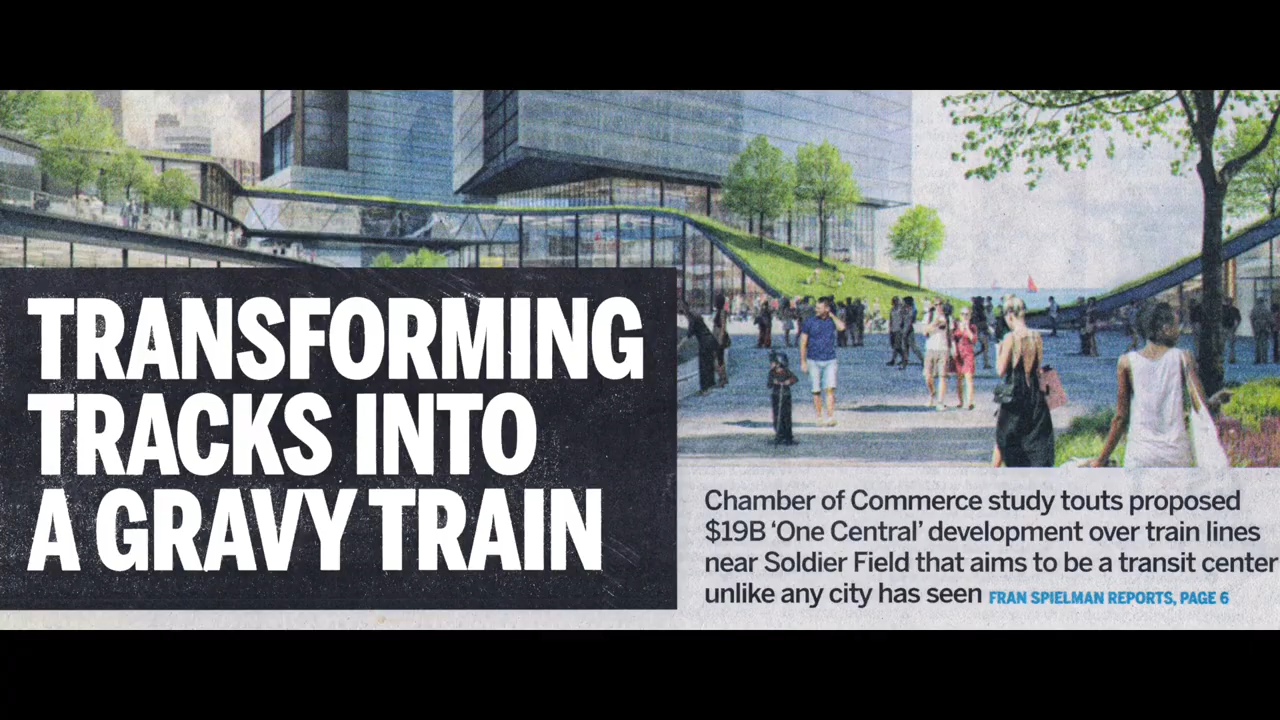 TRANSFORMING
TRACKS INTO
A GRAVY TRAIN
Chamber of Commerce study touts proposed
$19B ‘One Central’ development over train lines
near Soldier Field that aims to be a transit center
unlike any city has seen FRAN SPIELMAN REPORTS, PAGE 6